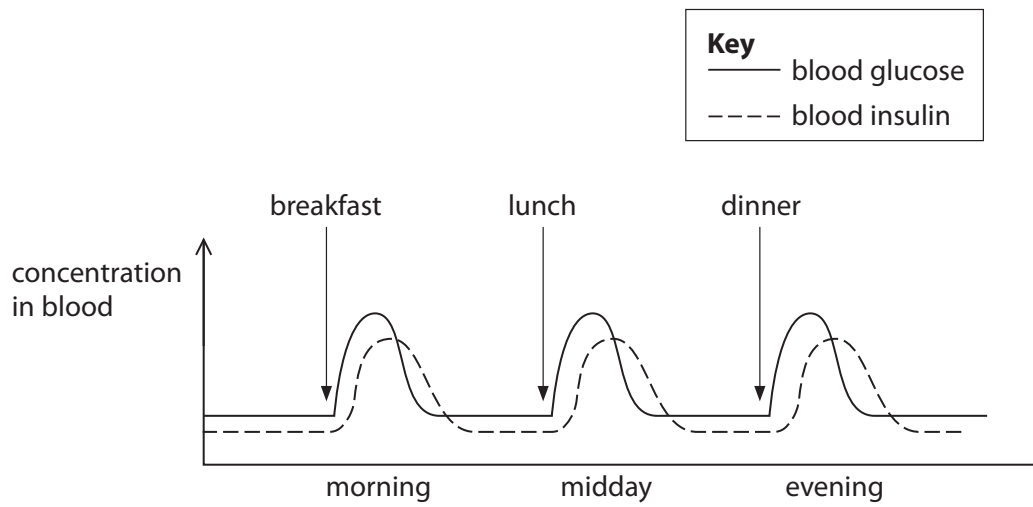 Key
blood glucose
blood insulin
breakfast
lunch
dinner
concentration
in blood
morning
midday
evening